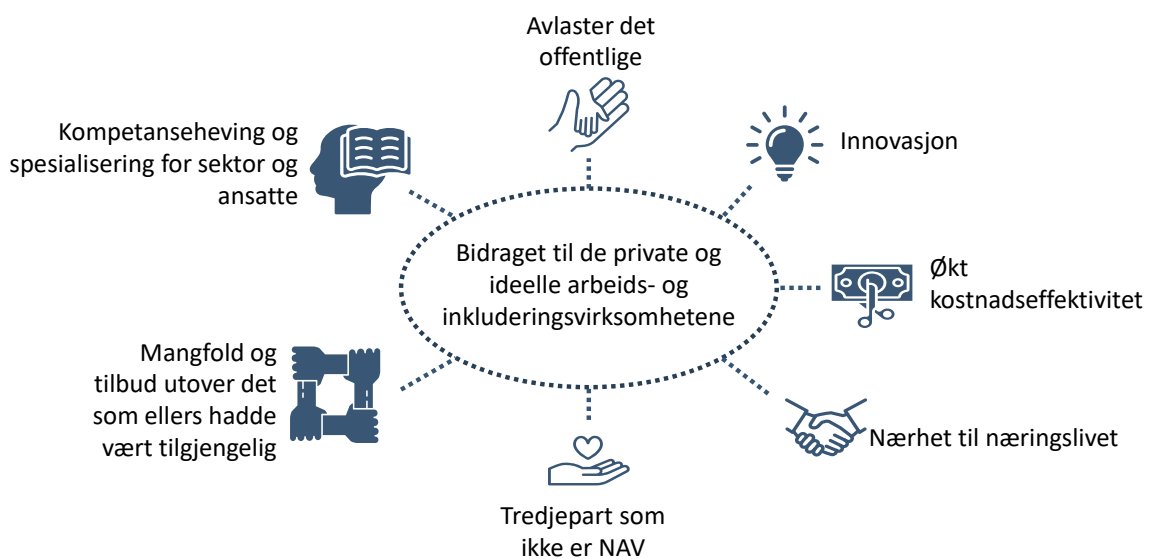 Avlaster det
offentlige
Kompetanseheving og
spesialisering for sektor og
ansatte
Innovasjon
Bidraget til de private og
ideelle arbeids- og
inkluderingsvirksomhetene
Økt
kostnadseffektivitet
Mangfold og
tilbud utover det
som ellers hadde
vært tilgjengelig
Nærhet til næringslivet
Tredjepart som
ikke er NAV